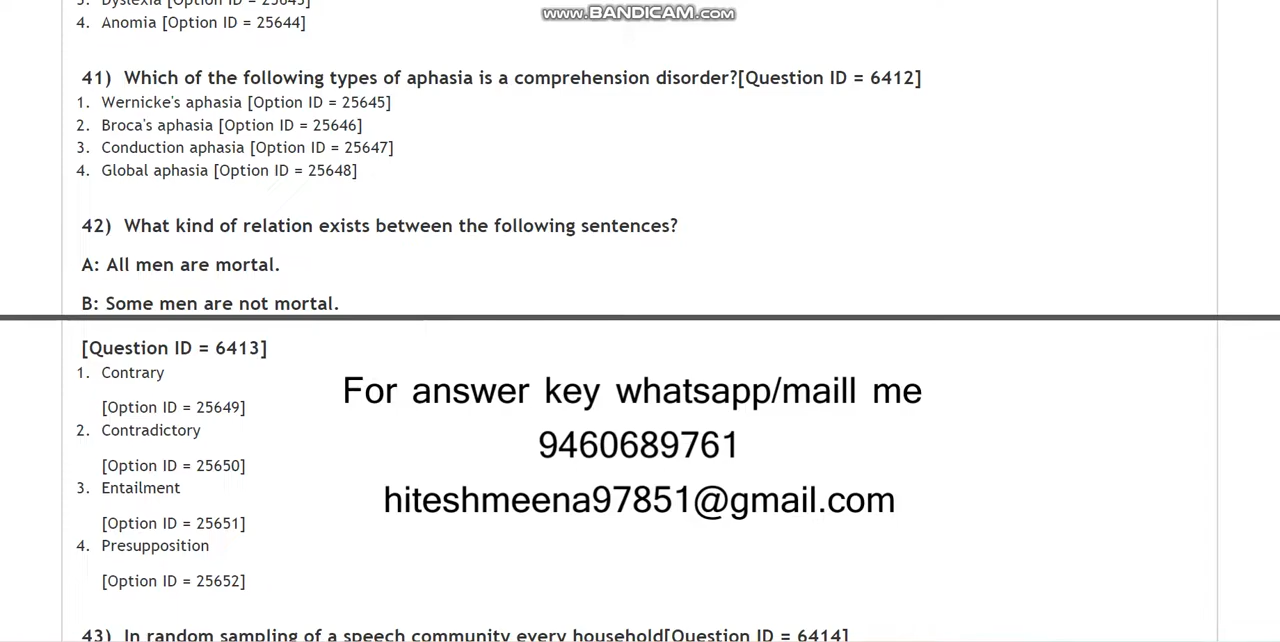 3. Dyslexia [Option ID = 25643]
www.BANDICAM.com
4. Anomia [Option ID = 25644]
41) Which of the following types of aphasia is a comprehension disorder?[Question ID = 6412]
1. Wernicke's aphasia [Option ID = 25645]
2. Broca's aphasia [Option ID = 25646]
3. Conduction aphasia [Option ID = 25647]
4. Global aphasia [Option ID = 25648]
42) What kind of relation exists between the following sentences?
A: All men are mortal.
B: Some men are not mortal.
[Question ID = 6413]
1. Contrary
[Option ID = 25649]
2. Contradictory
[Option ID = 25650]
3. Entailment
[Option ID = 25651]
4. Presupposition
[Option ID = 25652]
For answer key whatsapp/maill me
9460689761
hiteshmeena97851@gmail.com
43) In random sampling of a speech community every household[Question ID = 6414]